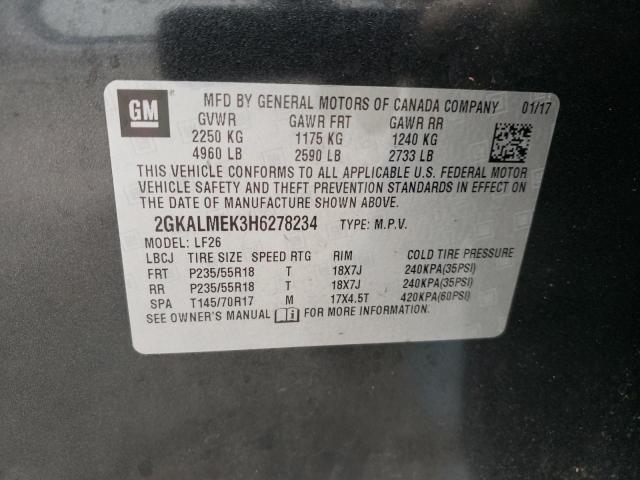 GM
MFD BY GENERAL MOTORS OF CANADA COMPANY 01/17
GVWR GAWR FRT GAWR RR
2250 KG 1175 KG 1240 KG
4960 LB 2590 LB 2733 LB
THIS VEHICLE CONFORMS TO ALL APPLICABLE U.S. FEDERAL MOTOR
VEHICLE SAFETY AND THEFT PREVENTION STANDARDS IN EFFECT ON
THE DATE OF MANUFACTURE SHOWN ABOVE.
2GKALMEK3H6278234 TYPE: M.P.V.
MODEL: LF26
LBCJ TIRE SIZE SPEED RTG RIM COLD TIRE PRESSURE
FRT P235/55R18 T 18X7J 240KPA(35PSI)
RR P235/55R18 T 18X7J 240KPA(35PSI)
SPA T145/70R17 M 17X4.5T 420KPA(60PSI)
SEE OWNER'S MANUAL FOR MORE INFORMATION.